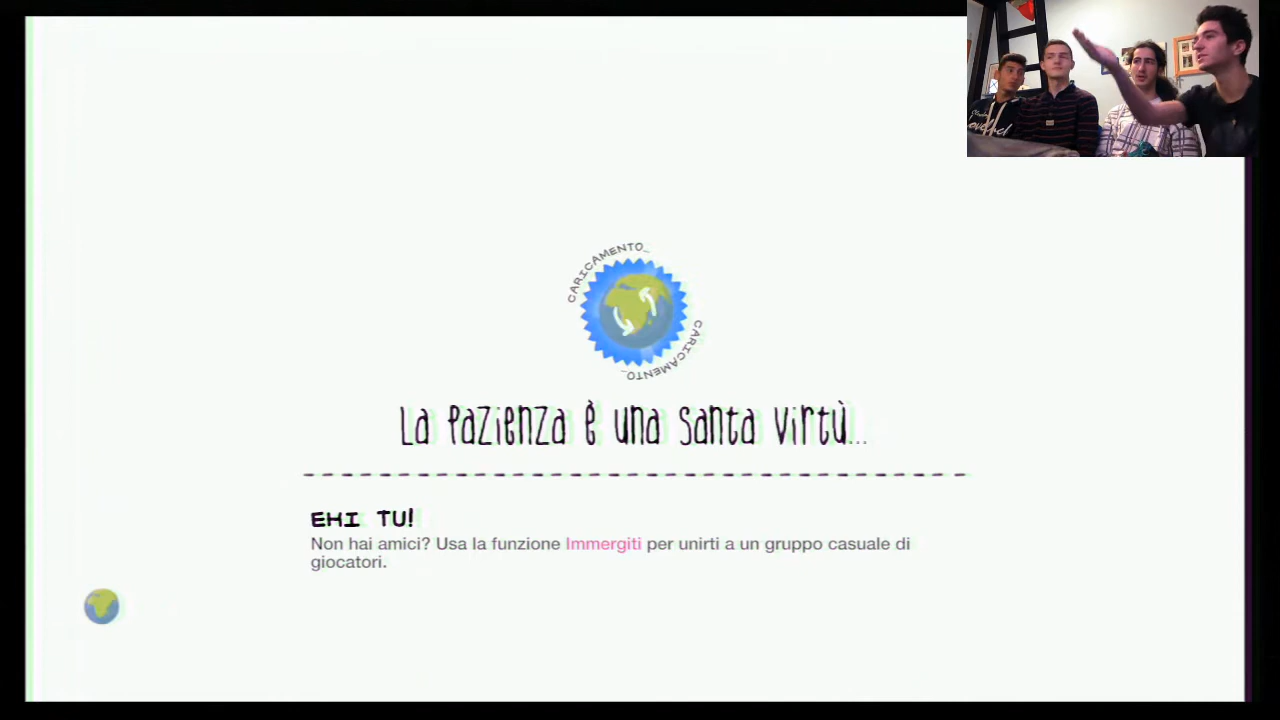 CARICAMENTO...
CARICAMENTO...
La Pazienza è una santa virtù...
EHI TU!
Non hai amici? Usa la funzione Immergiti per unirti a un gruppo casuale di
giocatori.